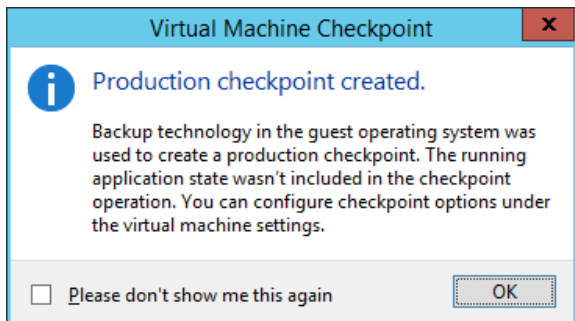 Virtual Machine Checkpoint
x
Production checkpoint created.
Backup technology in the guest operating system was
used to create a production checkpoint. The running
application state wasn't included in the checkpoint
operation. You can configure checkpoint options under
the virtual machine settings.
Please don't show me this again
OK